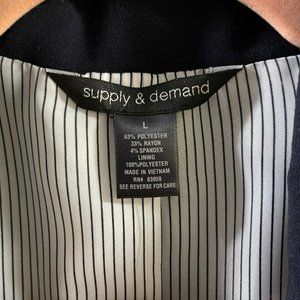 supply & demand
L
63% POLYESTER
33% RAYON
4% SPANDEX
LINING
100%POLYESTER
MADE IN VIETNAM
RN# 83059
SEE REVERSE FOR CARE